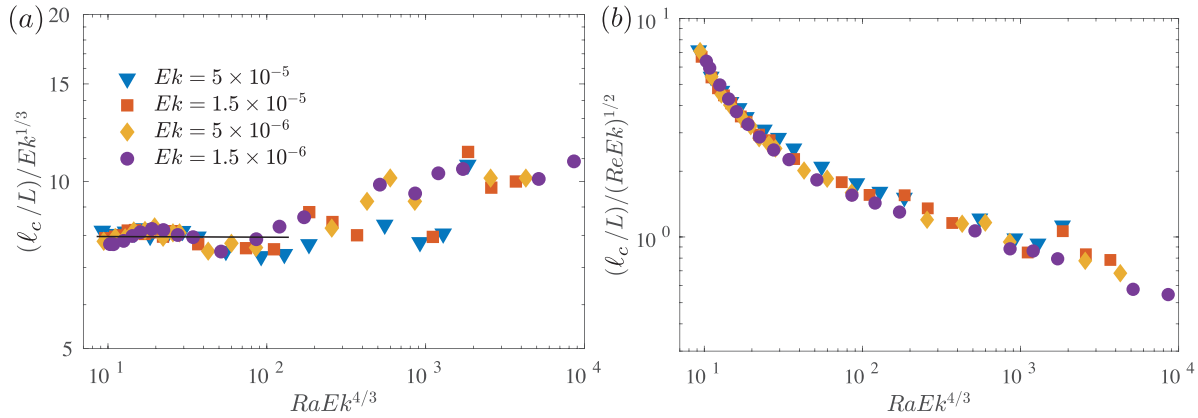 (a)
20
15
10
5
(ℓ_c/L)/Ek^{1/3}
Ek = 5 × 10^{-5}
Ek = 1.5 × 10^{-5}
Ek = 5 × 10^{-6}
Ek = 1.5 × 10^{-6}
10^1
10^2
10^3
10^4
RaEk^{4/3}
(b)
10^1
10^0
(ℓ_c/L)/(ReEk)^{1/2}
10^1
10^2
10^3
10^4
RaEk^{4/3}